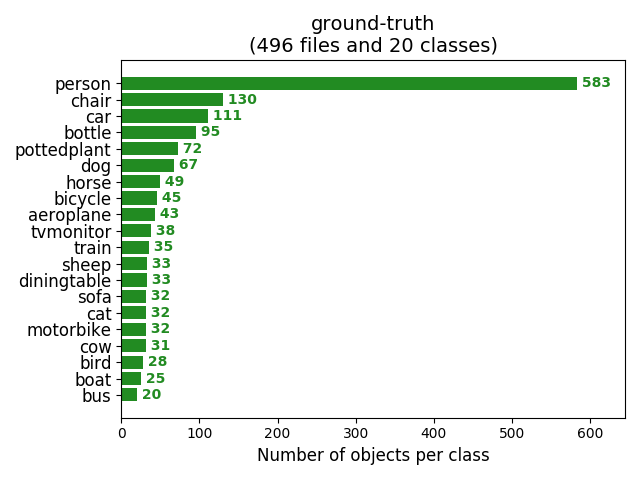 ground-truth
(496 files and 20 classes)
person 583
chair 130
car 111
bottle 95
pottedplant 72
dog 67
horse 49
bicycle 45
aeroplane 43
tvmonitor 38
train 35
sheep 33
diningtable 33
sofa 32
cat 32
motorbike 32
cow 31
bird 28
boat 25
bus 20
0 100 200 300 400 500 600
Number of objects per class